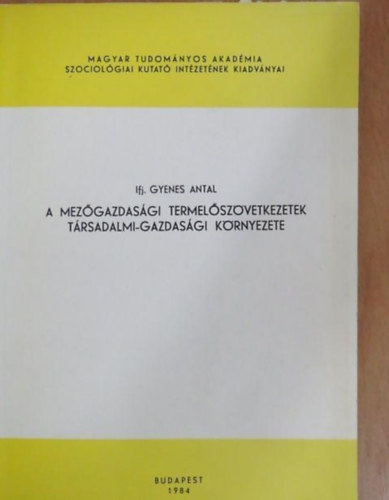 MAGYAR TUDOMÁNYOS AKADÉMIA
SZOCIOLÓGIAI KUTATÓ INTÉZETÉNEK KIADVÁNYAI
Ifj. GYENES ANTAL
A MEZŐGAZDASÁGI TERMELŐSZÖVETKEZETEK
TÁRSADALMI-GAZDASÁGI KÖRNYEZETE
BUDAPEST
1984